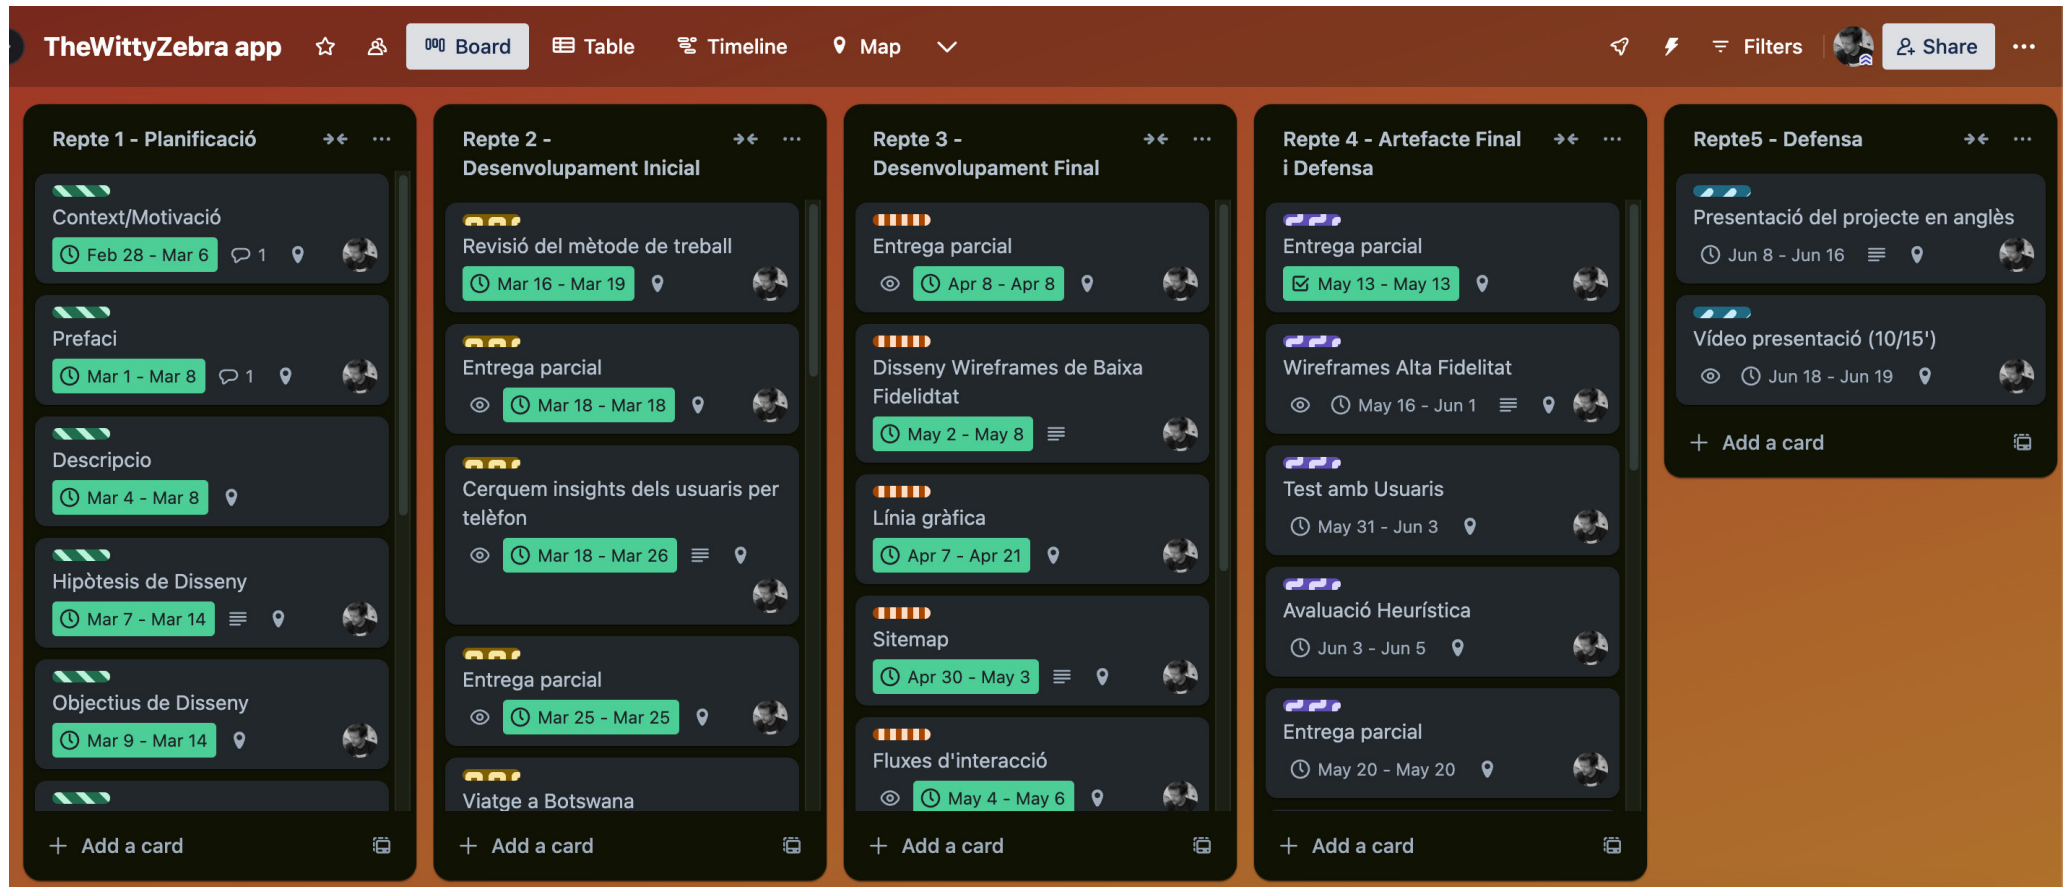 TheWittyZebra app
Board
Table
Timeline
Map
Filters
Share
Repte 1 - Planificació
Context/Motivació
Feb 28 - Mar 6
1
Prefaci
Mar 1 - Mar 8
1
Descripcio
Mar 4 - Mar 8
Hipòtesis de Disseny
Mar 7 - Mar 14
Objectius de Disseny
Mar 9 - Mar 14
Add a card
Repte 2 -
Desenvolupament Inicial
Revisió del mètode de treball
Mar 16 - Mar 19
Entrega parcial
Mar 18 - Mar 18
Cerquem insights dels usuaris per
telèfon
Mar 18 - Mar 26
Entrega parcial
Mar 25 - Mar 25
Viatge a Botswana
Add a card
Repte 3 -
Desenvolupament Final
Entrega parcial
Apr 8 - Apr 8
Disseny Wireframes de Baixa
Fidelidtat
May 2 - May 8
Línia gràfica
Apr 7 - Apr 21
Sitemap
Apr 30 - May 3
Fluxes d'interacció
May 4 - May 6
Add a card
Repte 4 - Artefacte Final
i Defensa
Entrega parcial
May 13 - May 13
Wireframes Alta Fidelitat
May 16 - Jun 1
Test amb Usuaris
May 31 - Jun 3
Avaluació Heurística
Jun 3 - Jun 5
Entrega parcial
May 20 - May 20
Add a card
Repte5 - Defensa
Presentació del projecte en anglès
Jun 8 - Jun 16
Vídeo presentació (10/15')
Jun 18 - Jun 19
Add a card